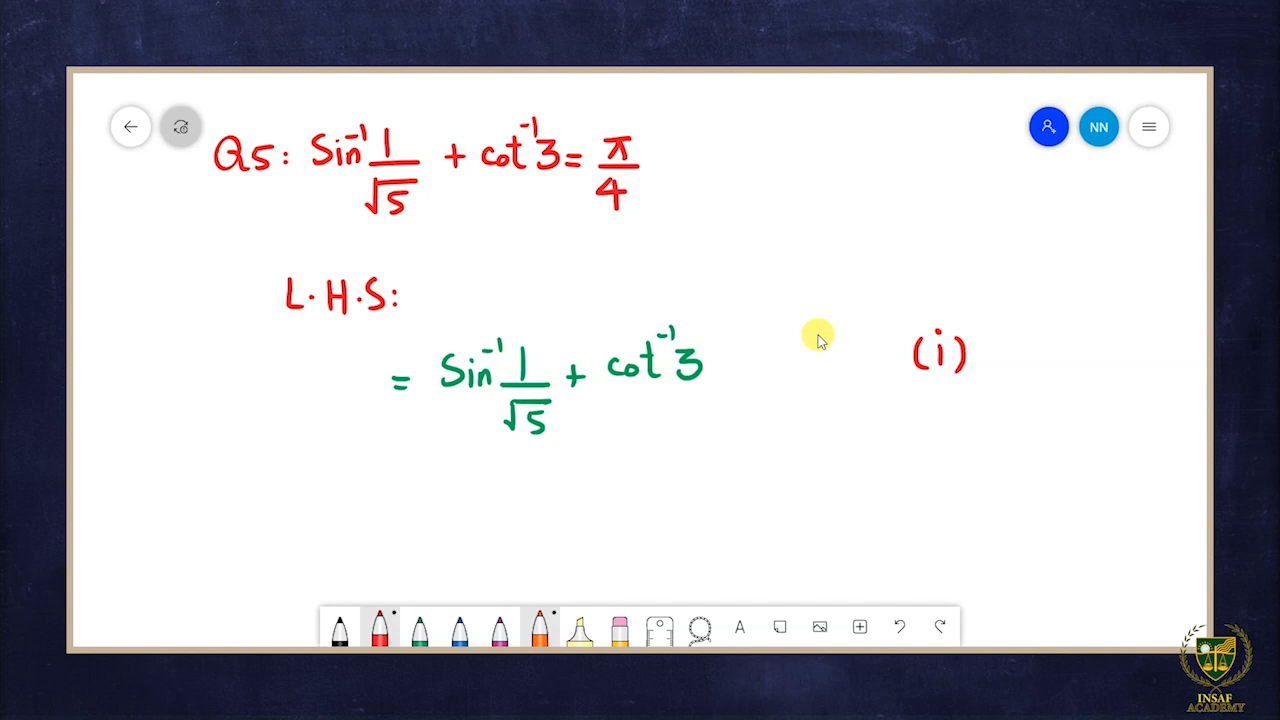 NN
Q5: Sin⁻¹ 1/√5 + cot⁻¹ 3 = π/4
L.H.S:
= Sin⁻¹ 1/√5 + cot⁻¹ 3 (i)
A
INSAF
ACADEMY